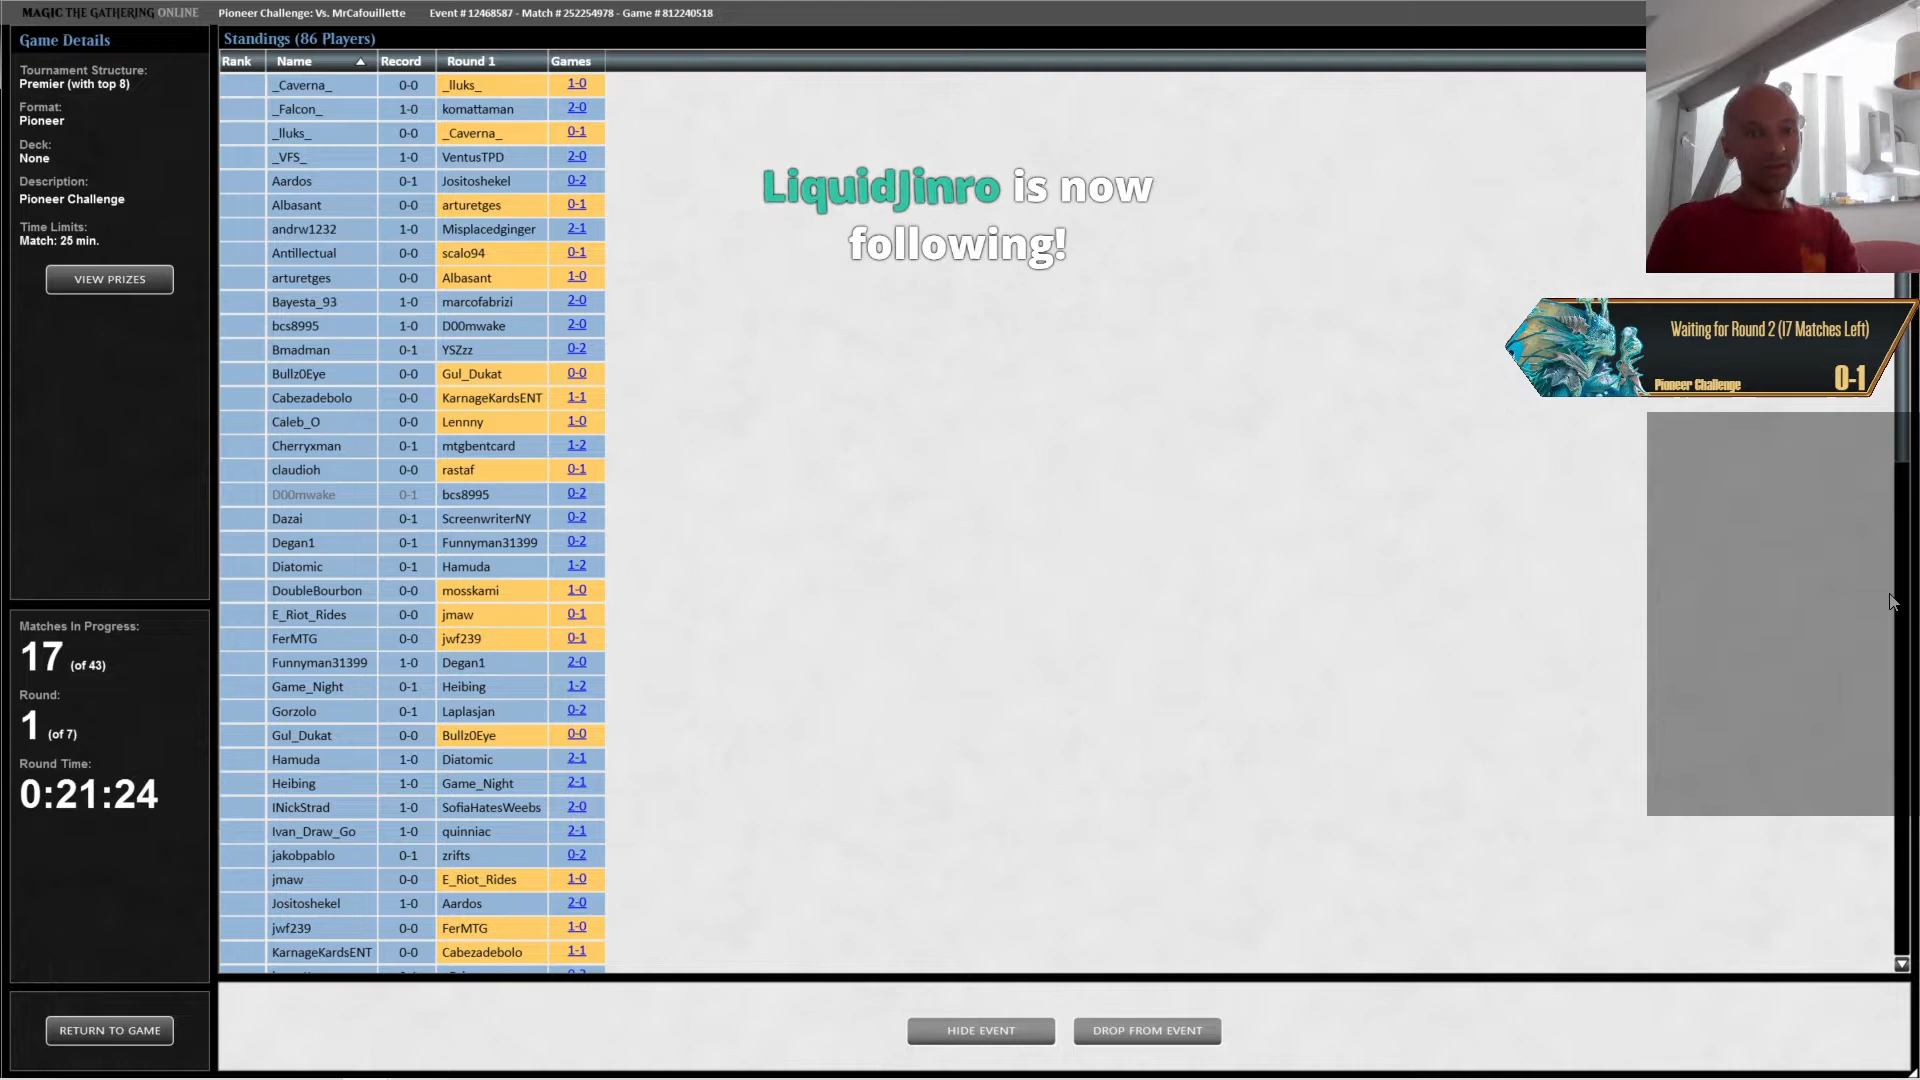 MAGIC THE GATHERING ONLINE Pioneer Challenge: Vs. MrCafouillette Event # 12468587 - Match # 252254978 - Game # 812240518
Game Details
Tournament Structure:
Premier (with top 8)
Format:
Pioneer
Deck:
None
Description:
Pioneer Challenge
Time Limits:
Match: 25 min.
VIEW PRIZES
Matches In Progress:
17 (of 43)
Round:
1 (of 7)
Round Time:
0:21:24
RETURN TO GAME
Standings (86 Players)
Rank Name Record Round 1 Games
_Caverna_ 0-0 _lluks_ 1-0
_Falcon_ 1-0 komattaman 2-0
_lluks_ 0-0 _Caverna_ 0-1
_VFS_ 1-0 VentusTPD 2-0
Aardos 0-1 Jositoshekel 0-2
Albasant 0-0 arturetges 0-1
andrw1232 1-0 Misplacedginger 2-1
Antillectual 0-0 scalo94 0-1
arturetges 0-0 Albasant 1-0
Bayesta_93 1-0 marcofabrizi 2-0
bcs8995 1-0 D00mwake 2-0
Bmadman 0-1 YSZzz 0-2
Bullz0Eye 0-0 Gul_Dukat 0-0
Cabezadebolo 0-0 KarnageKardsENT 1-1
Caleb_O 0-0 Lennny 1-0
Cherryxman 0-1 mtgbentcard 1-2
claudioh 0-0 rastaf 0-1
D00mwake 0-1 bcs8995 0-2
Dazai 0-1 ScreenwriterNY 0-2
Degan1 0-1 Funnyman31399 0-2
Diatomic 0-1 Hamuda 1-2
DoubleBourbon 0-0 mosskami 1-0
E_Riot_Rides 0-0 jmaw 0-1
FerMTG 0-0 jwf239 0-1
Funnyman31399 1-0 Degan1 2-0
Game_Night 0-1 Heibing 1-2
Gorzolo 0-1 Laplasjan 0-2
Gul_Dukat 0-0 Bullz0Eye 0-0
Hamuda 1-0 Diatomic 2-1
Heibing 1-0 Game_Night 2-1
INickStrad 1-0 SofiaHatesWeebs 2-0
Ivan_Draw_Go 1-0 quinniac 2-1
jakobpablo 0-1 zrifts 0-2
jmaw 0-0 E_Riot_Rides 1-0
Jositoshekel 1-0 Aardos 2-0
jwf239 0-0 FerMTG 1-0
KarnageKardsENT 0-0 Cabezadebolo 1-1
LiquidJinro is now
following!
Waiting for Round 2 (17 Matches Left)
Pioneer Challenge 0-1
HIDE EVENT DROP FROM EVENT